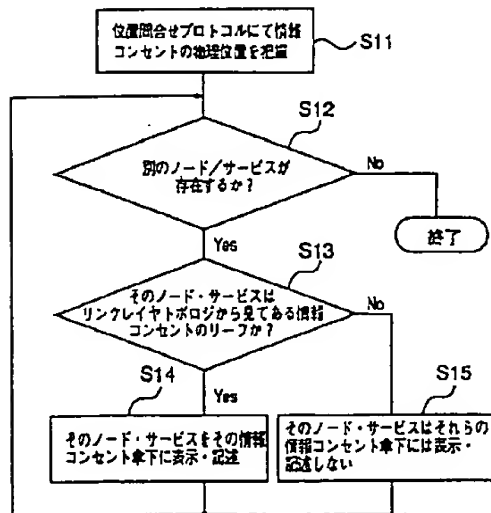 位置問合せプロトコルにて情報
コンセントの物理位置を把握
S11
S12
別のノード／サービスが
存在するか？
No
終了
Yes
S13
そのノード・サービスは
リンクレイヤトポロジから見てある情報
コンセントのリーフか？
No
S14
Yes
S15
そのノード・サービスをその情報
コンセント傘下に表示・記述
そのノード・サービスはそれらの
情報コンセント傘下には表示・
記述しない